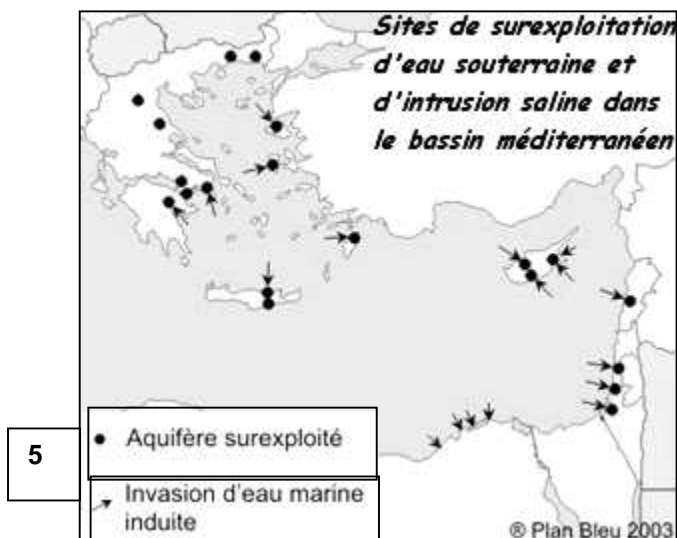 Sites de surexploitation
d'eau souterraine et
d'intrusion saline dans
le bassin méditerranéen
5
Aquifère surexploité
Invasion d'eau marine
induite
® Plan Bleu 2003